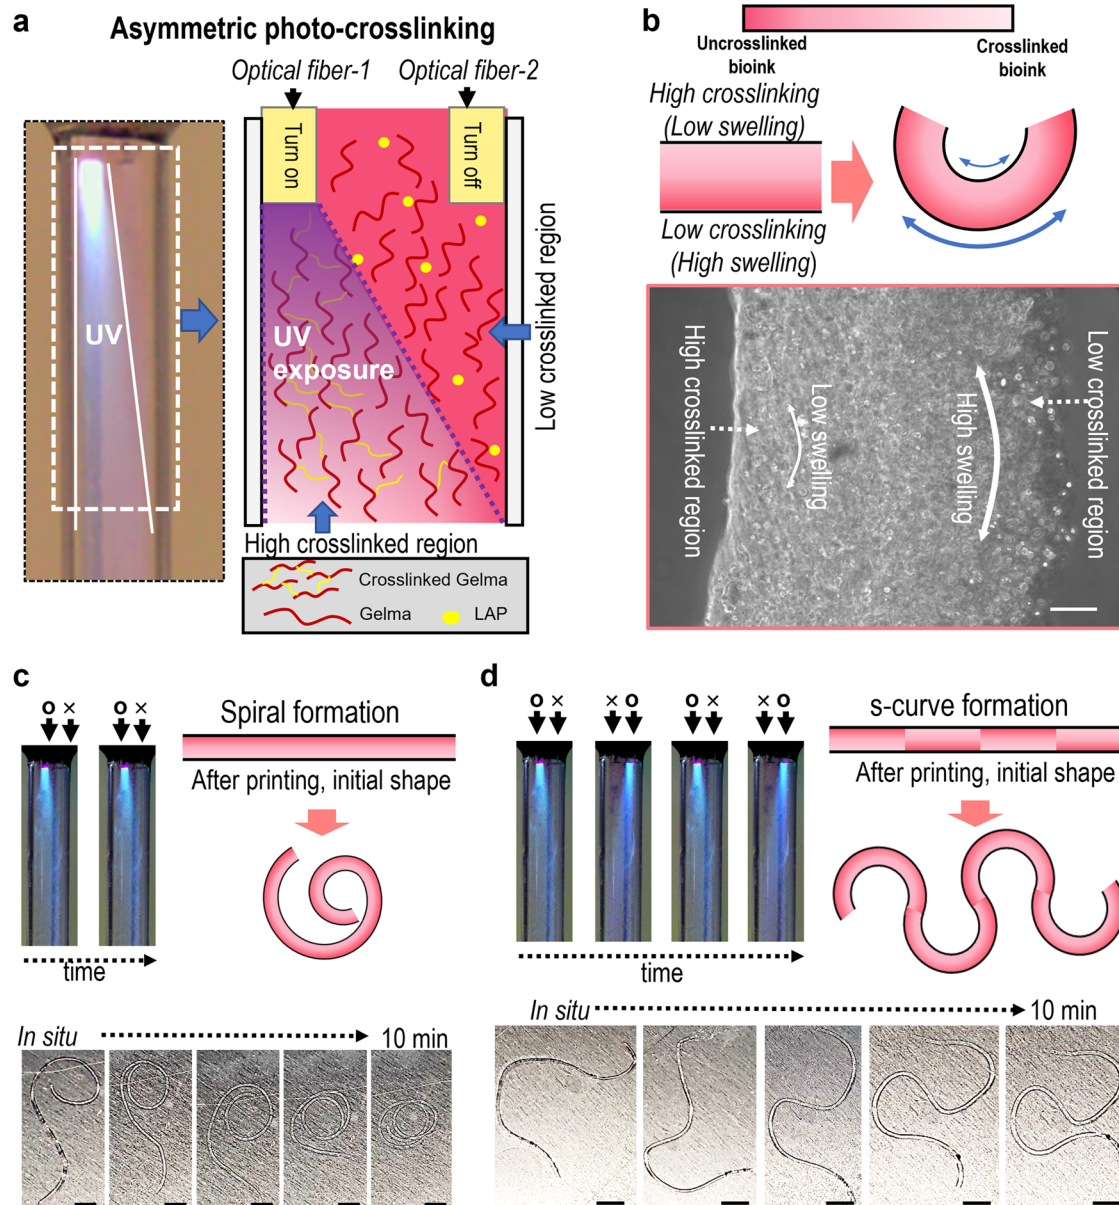 a
Asymmetric photo-crosslinking
Optical fiber-1
Optical fiber-2
Turn on
Turn off
UV
UV
exposure
Low crosslinked region
High crosslinked region
Crosslinked Gelma
Gelma
LAP
b
Uncrosslinked
bioink
Crosslinked
bioink
High crosslinking
(Low swelling)
Low crosslinking
(High swelling)
High crosslinked region
Low swelling
High swelling
Low crosslinked region
c
o ×
o ×
Spiral formation
After printing, initial shape
time
In situ
10 min
d
o ×
× o
o ×
× o
s-curve formation
After printing, initial shape
time
In situ
10 min